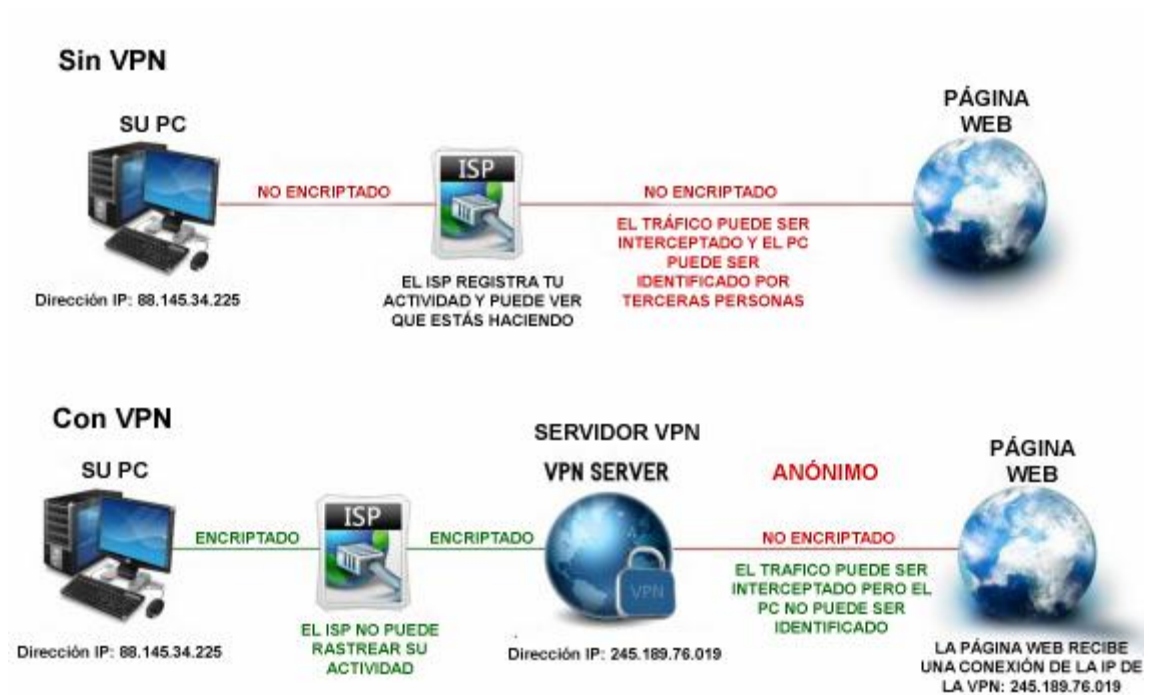 Sin VPN
SU PC
NO ENCRIPTADO
ISP
NO ENCRIPTADO
PÁGINA
WEB
Dirección IP: 88.145.34.225
EL ISP REGISTRA TU
ACTIVIDAD Y PUEDE VER
QUE ESTÁS HACIENDO
EL TRÁFICO PUEDE SER
INTERCEPTADO Y EL PC
PUEDE SER
IDENTIFICADO POR
TERCERAS PERSONAS
Con VPN
SU PC
ENCRIPTADO
ISP
ENCRIPTADO
SERVIDOR VPN
VPN SERVER
VPN
ANÓNIMO
NO ENCRIPTADO
PÁGINA
WEB
Dirección IP: 88.145.34.225
EL ISP NO PUEDE
RASTREAR SU
ACTIVIDAD
Dirección IP: 245.189.76.019
EL TRAFICO PUEDE SER
INTERCEPTADO PERO EL
PC NO PUEDE SER
IDENTIFICADO
LA PÁGINA WEB RECIBE
UNA CONEXIÓN DE LA IP DE
LA VPN: 245.189.76.019